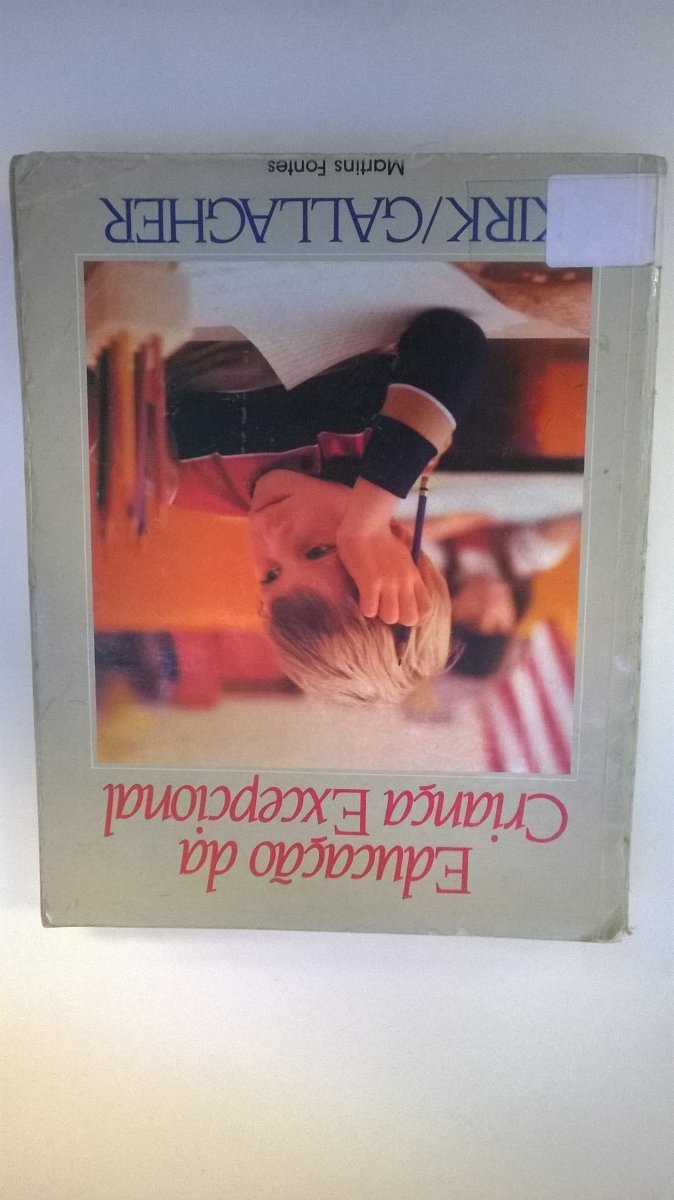 Educação da
Criança Excepcional
KIRK/GALLAGHER
Martins Fontes